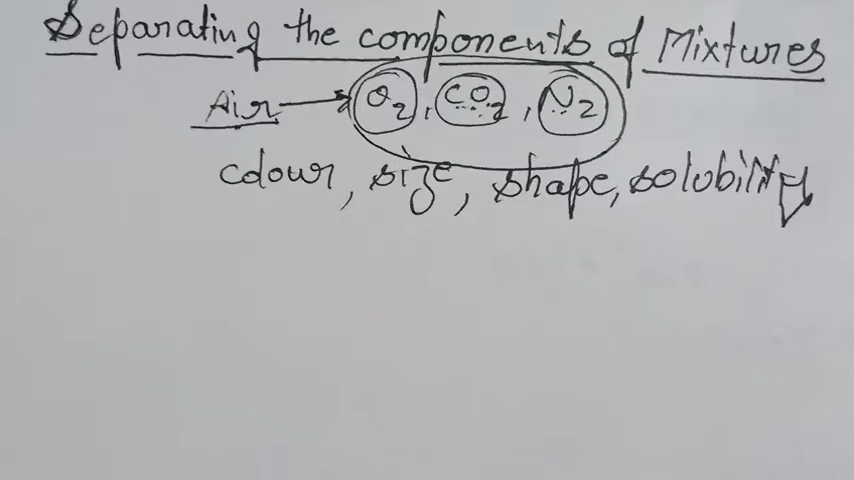 Separating the components of Mixtures
Air → O₂, CO₂, N₂
colour, size, shape, solubility